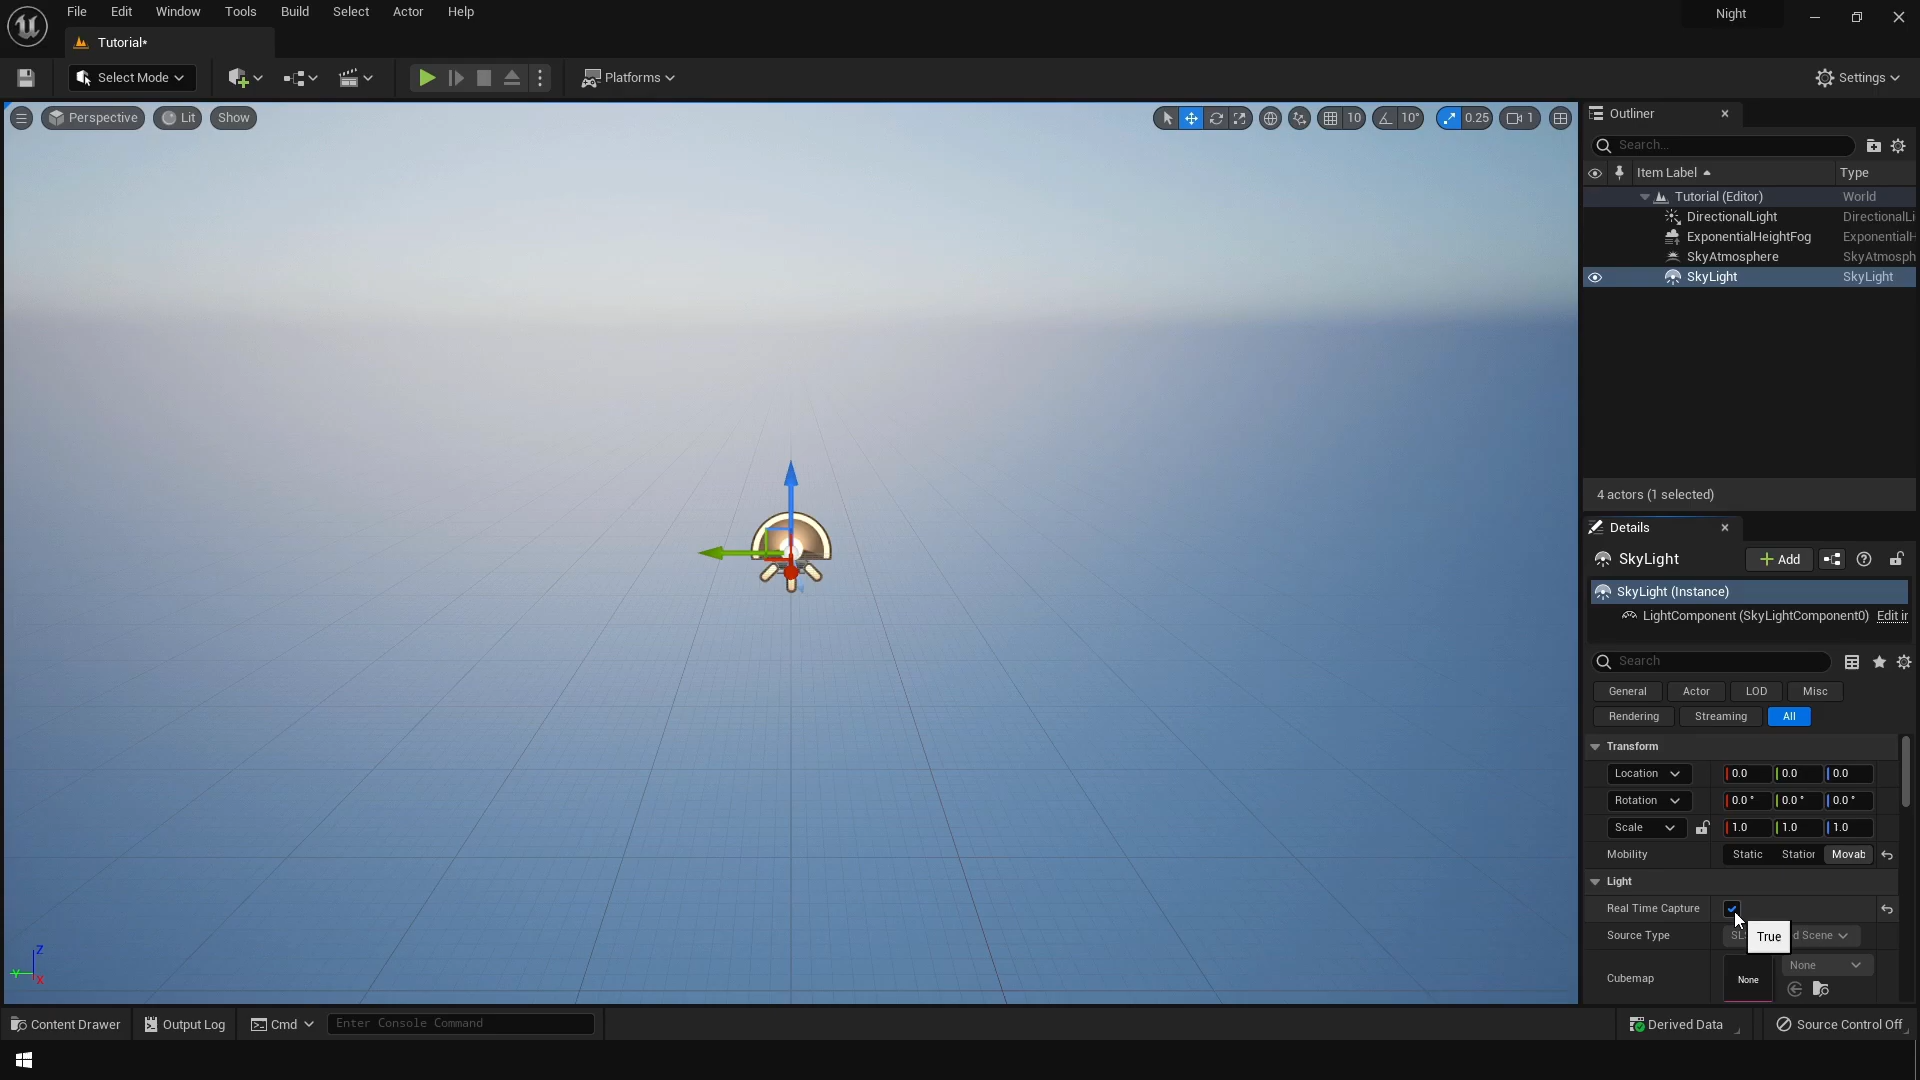 File Edit Window Tools Build Select Actor Help
Night
Tutorial*
Select Mode
Platforms
Settings
Perspective Lit Show
10 10° 0.25 1
Outliner
Search...
Item Label Type
Tutorial (Editor) World
DirectionalLight DirectionalLi
ExponentialHeightFog ExponentialH
SkyAtmosphere SkyAtmosph
SkyLight SkyLight
4 actors (1 selected)
Details
SkyLight Add
SkyLight (Instance)
LightComponent (SkyLightComponent0) Edit in
Search
General Actor LOD Misc
Rendering Streaming All
Transform
Location 0.0 0.0 0.0
Rotation 0.0 ° 0.0 ° 0.0 °
Scale 1.0 1.0 1.0
Mobility Static Station Movab
Light
Real Time Capture
Source Type SLS d Scene
True
Cubemap None None
Z
Y
X
Content Drawer Output Log Cmd Enter Console Command Derived Data Source Control Off